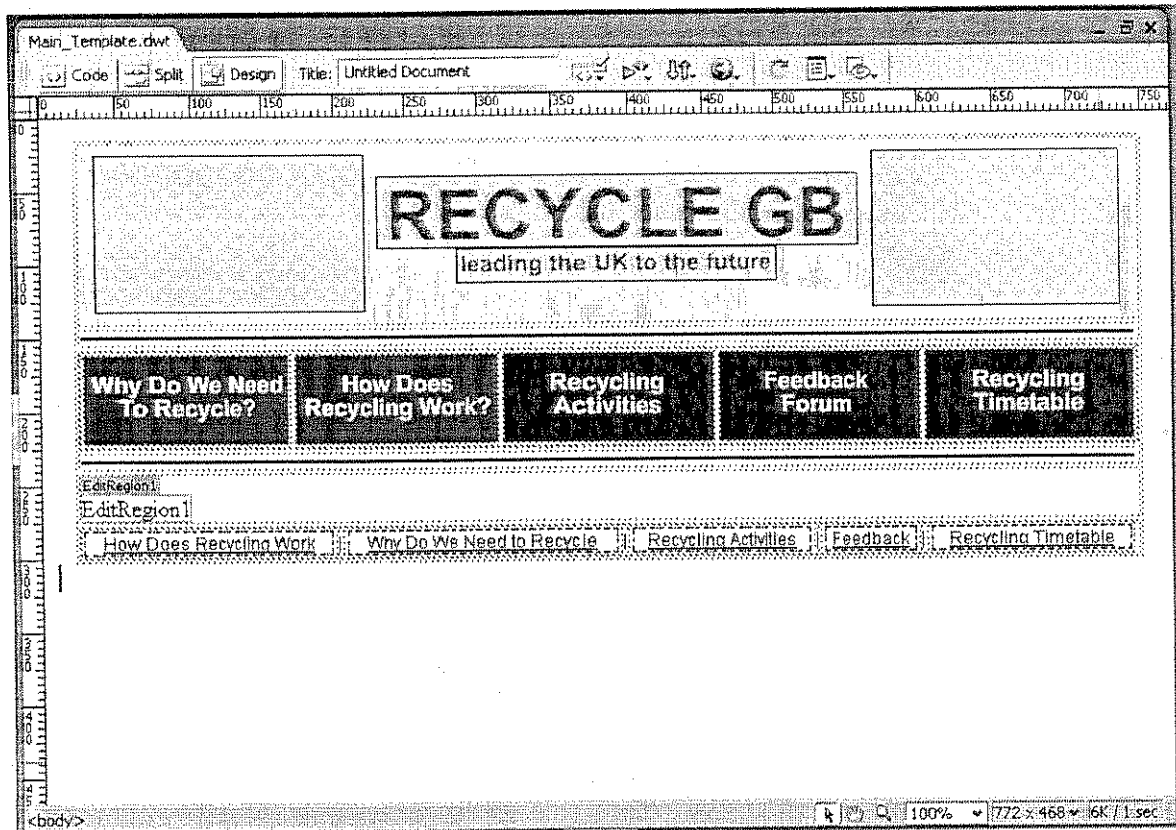 Main_Template.dwt
Code Split Design Title: Untitled Document
0 50 100 150 200 250 300 350 400 450 500 550 600 650 700 750
RECYCLE GB
leading the UK to the future
Why Do We Need To Recycle?
How Does Recycling Work?
Recycling Activities
Feedback Forum
Recycling Timetable
EditRegion1
EditRegion1
How Does Recycling Work Why Do We Need to Recycle Recycling Activities Feedback Recycling Timetable
<body> 100% 772 x 468 6K / 1 sec